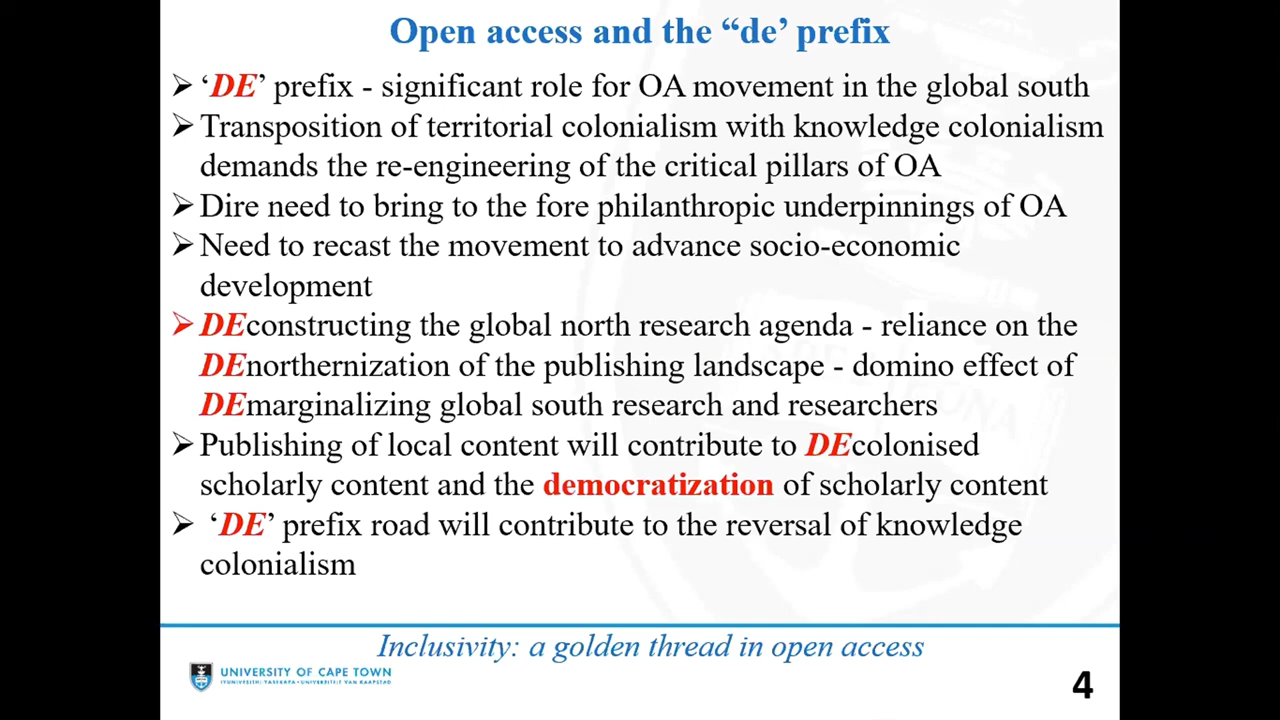 Open access and the “de’ prefix
➢ ‘DE’ prefix - significant role for OA movement in the global south
➢ Transposition of territorial colonialism with knowledge colonialism
demands the re-engineering of the critical pillars of OA
➢ Dire need to bring to the fore philanthropic underpinnings of OA
➢ Need to recast the movement to advance socio-economic
development
➢ DEconstructing the global north research agenda - reliance on the
DEnorthernization of the publishing landscape - domino effect of
DEmarginalizing global south research and researchers
➢ Publishing of local content will contribute to DEcolonised
scholarly content and the democratization of scholarly content
➢ ‘DE’ prefix road will contribute to the reversal of knowledge
colonialism
Inclusivity: a golden thread in open access
UNIVERSITY OF CAPE TOWN
IYUNIVESITHI YASEKAPA • UNIVERSITEIT VAN KAAPSTAD
4